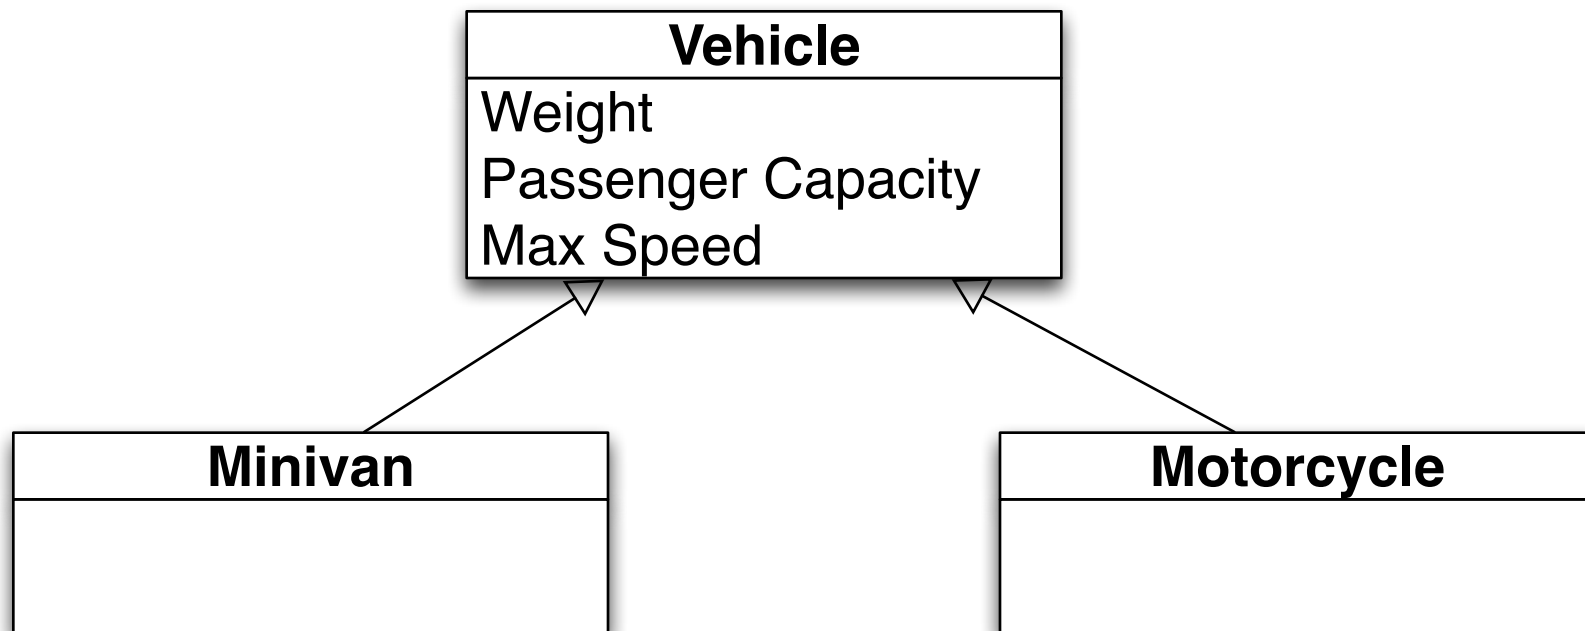 Vehicle
Weight
Passenger Capacity
Max Speed
Minivan
Motorcycle